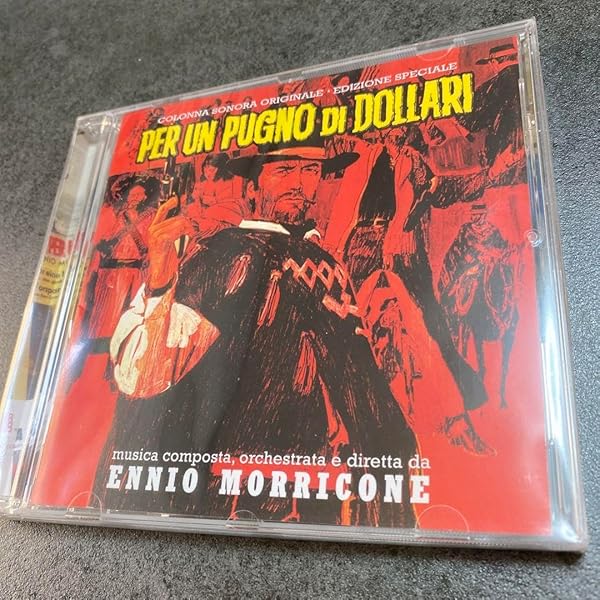 COLONNA SONORA ORIGINALE • EDIZIONE SPECIALE
PER UN PUGNO DI DOLLARI
musica composta, orchestrata e diretta da
ENNIO MORRICONE